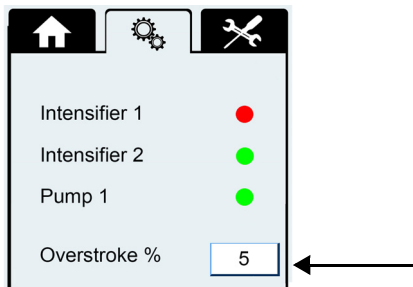 Intensifier 1
Intensifier 2
Pump 1
Overstroke % 5